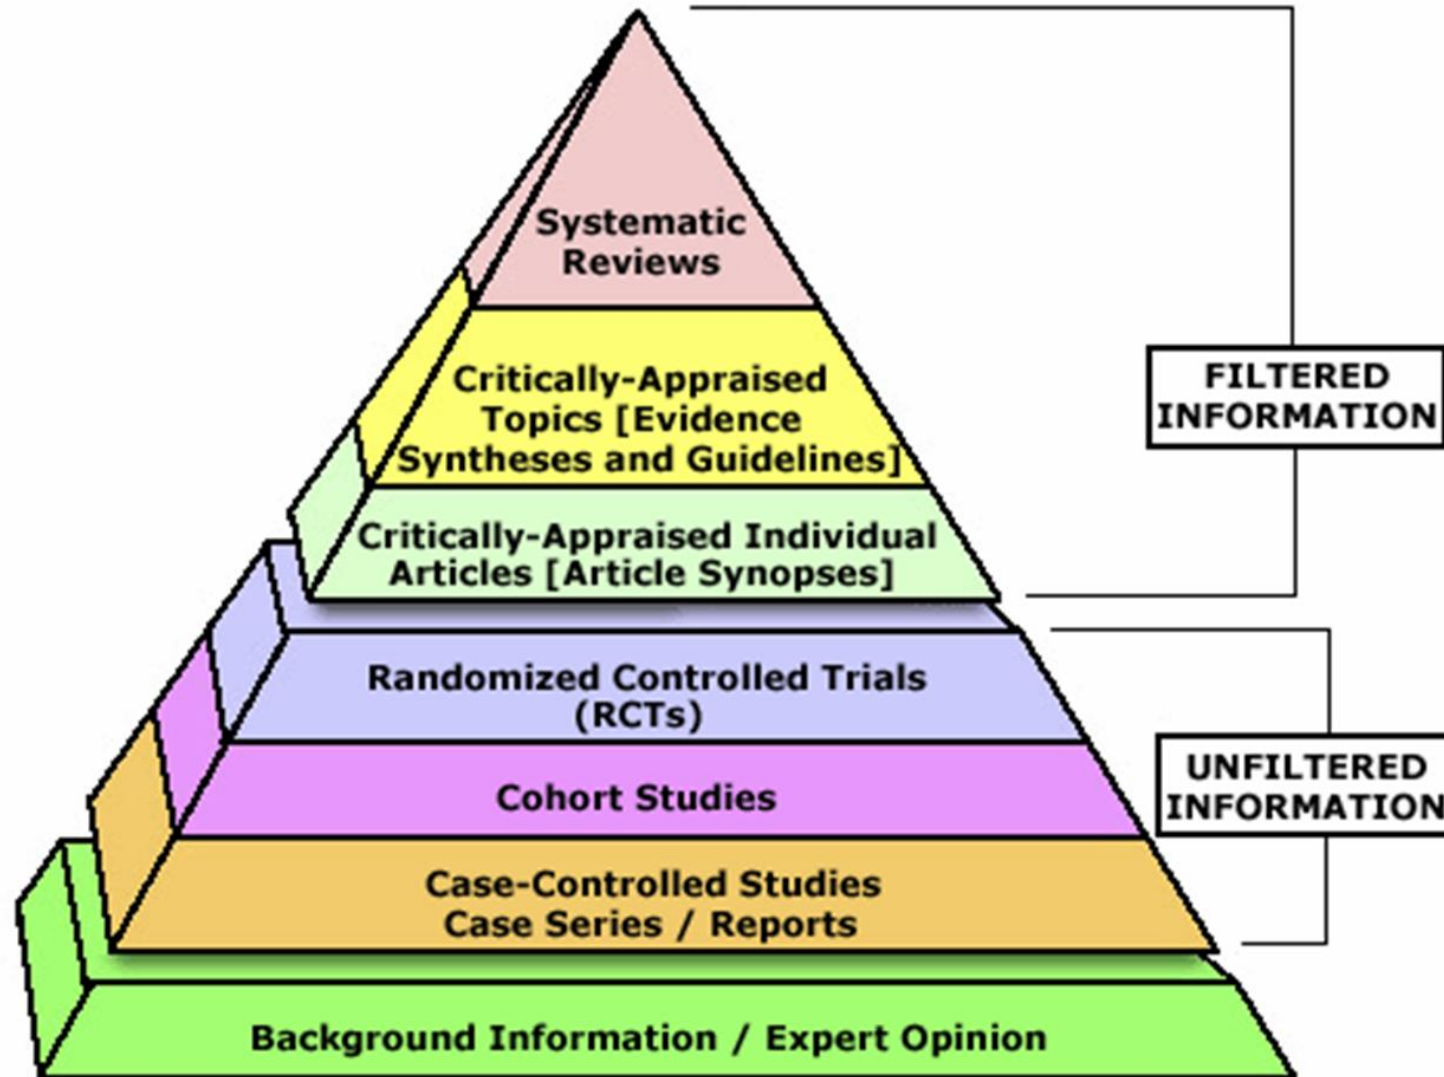 Systematic
Reviews
Critically-Appraised
Topics [Evidence
Syntheses and Guidelines]
FILTERED
INFORMATION
Critically-Appraised Individual
Articles [Article Synopses]
Randomized Controlled Trials
(RCTs)
Cohort Studies
UNFILTERED
INFORMATION
Case-Controlled Studies
Case Series / Reports
Background Information / Expert Opinion